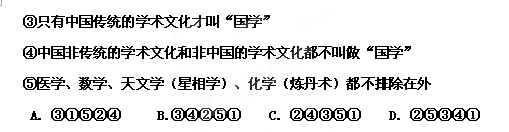 ③只有中国传统的学术文化才叫“国学”
④中国非传统的学术文化和非中国的学术文化都不叫做“国学”
⑤医学、数学、天文学（星相学）、化学（炼丹术）都不排除在外
A. ③①⑤②④ B.③④②⑤① C. ②④③⑤① D. ②⑤③④①